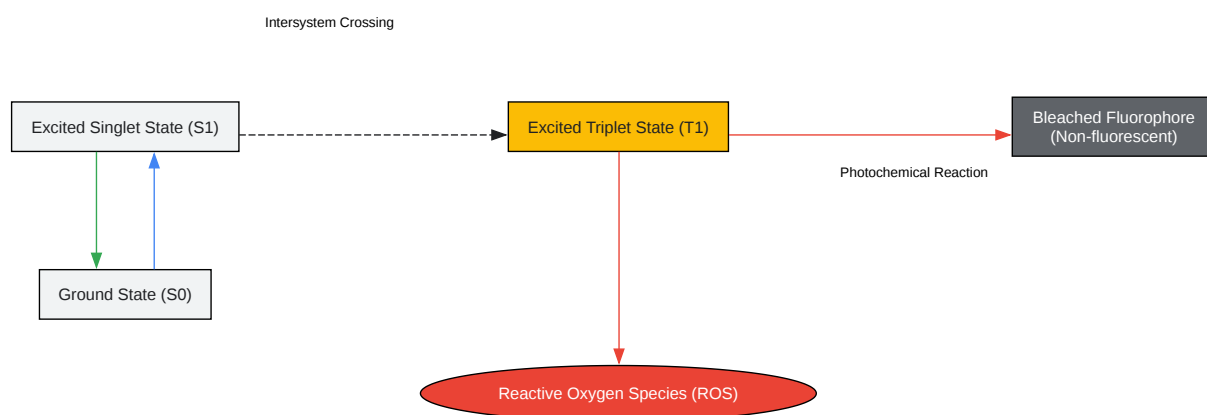 Intersystem Crossing
Excited Singlet State (S1)
Excited Triplet State (T1)
Bleached Fluorophore
(Non-fluorescent)
Photochemical Reaction
Ground State (S0)
Reactive Oxygen Species (ROS)